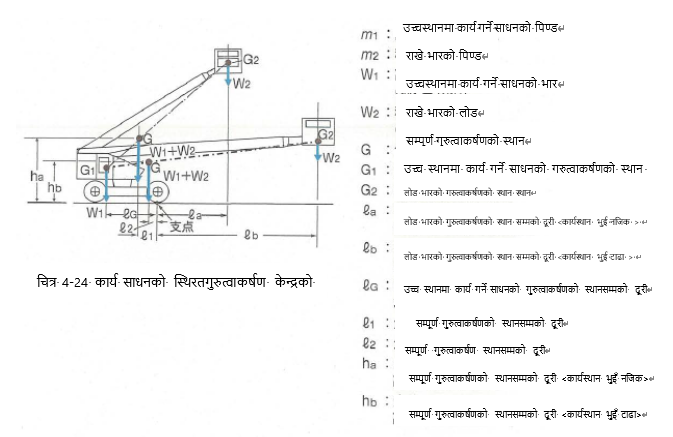 G2
W2
G
W1+W2
G2
W2
ha
hb
G1
G
W1+W2
W1
ℓG
ℓa
ℓ2
ℓ1
支点
ℓb
चित्र 4-24 कार्य साधनको स्थिरतगुरुत्वाकर्षण केन्द्रको
m1 : उच्चस्थानमा कार्य गर्ने साधनको पिण्ड
m2 : राखे भारको पिण्ड
W1 : उच्चस्थानमा कार्य गर्ने साधनको भार
W2 : राखे भारको लोड
G : सम्पूर्ण गुरुत्वाकर्षणको स्थान
G1 : उच्च स्थानमा कार्य गर्ने साधनको गरुत्वाकर्षणको स्थान
G2 : लोड भारको गरुत्वाकर्षणको स्थान स्थान
ℓa : लोड भारको गुरुत्वाकर्षणको स्थान सम्मको दूरी <कार्यस्थान भुईं नजिक >
ℓb : लोड भारको गुरुत्वाकर्षणको स्थान सम्मको दूरी <कार्यस्थान भुईं टाढा >
ℓG : उच्च स्थानमा कार्य गर्ने साधनको गुरुत्वाकर्षणको स्थानसम्मको दूरी
ℓ1 : सम्पूर्ण गुरुत्वाकर्षणको स्थानसम्मको दूरी
ℓ2 : सम्पूर्ण गुरुत्वाकर्षण स्थानसम्मको दूरी
ha : सम्पूर्ण गुरुत्वाकर्षणको स्थानसम्मको दूरी <कार्यस्थान भुईं नजिक>
hb : सम्पूर्ण गुरुत्वाकर्षणको स्थानसम्मको दूरी <कार्यस्थान भुईं टाढा>